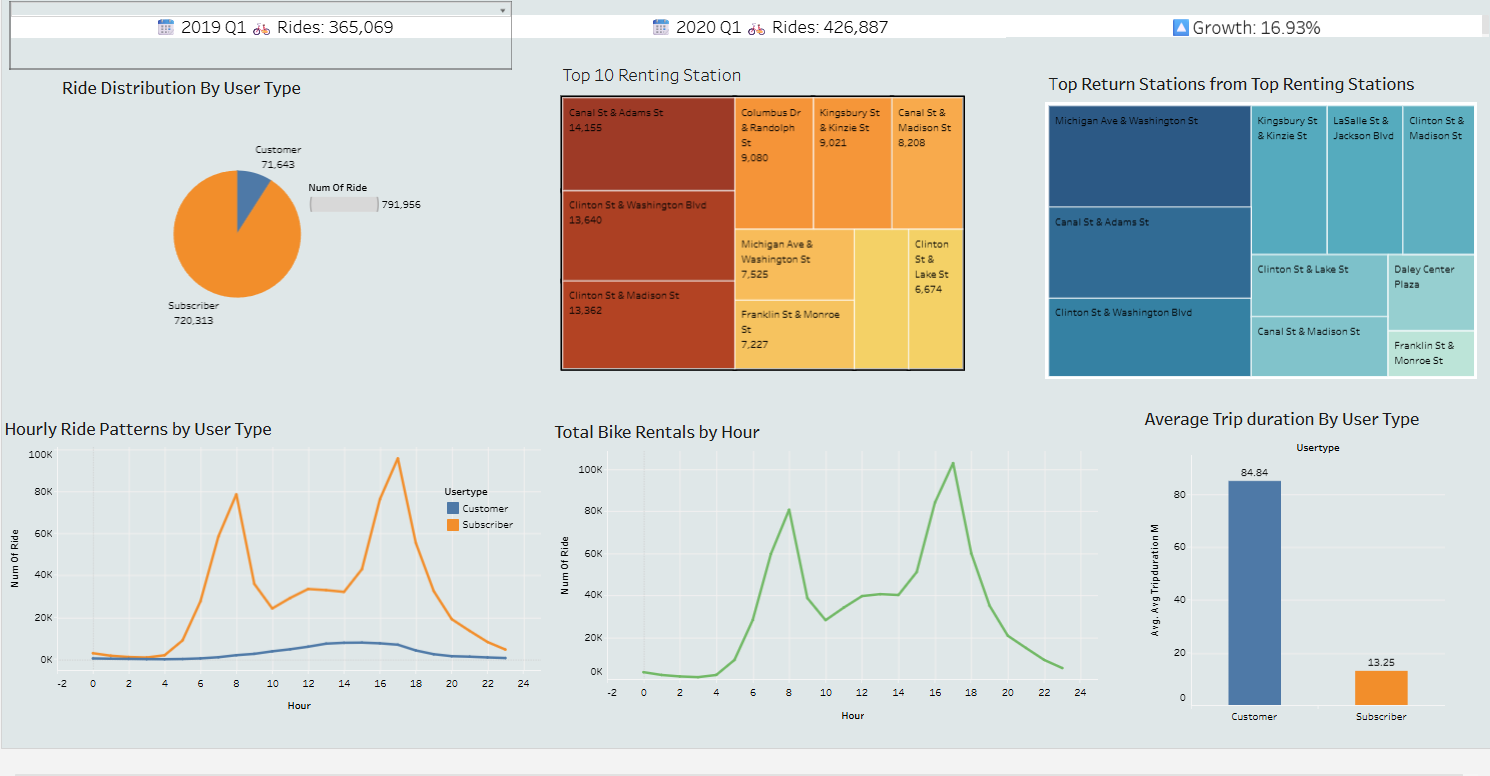 📅 2019 Q1 🚲 Rides: 365,069
📅 2020 Q1 🚲 Rides: 426,887
🔼 Growth: 16.93%
Ride Distribution By User Type
Customer
71,643
Num Of Ride
791,956
Subscriber
720,313
Top 10 Renting Station
Canal St & Adams St
14,155
Clinton St & Washington Blvd
13,640
Clinton St & Madison St
13,362
Columbus Dr
& Randolph
St
9,080
Kingsbury St
& Kinzie St
9,021
Canal St &
Madison St
8,208
Michigan Ave &
Washington St
7,525
Franklin St & Monroe
St
7,227
Clinton
St &
Lake St
6,674
Top Return Stations from Top Renting Stations
Michigan Ave & Washington St
Canal St & Adams St
Clinton St & Washington Blvd
Kingsbury St
& Kinzie St
LaSalle St &
Jackson Blvd
Clinton St &
Madison St
Clinton St & Lake St
Canal St & Madison St
Daley Center
Plaza
Franklin St &
Monroe St
Hourly Ride Patterns by User Type
Num Of Ride
100K
80K
60K
40K
20K
0K
-2 0 2 4 6 8 10 12 14 16 18 20 22 24
Hour
Usertype
Customer
Subscriber
Total Bike Rentals by Hour
Num Of Ride
100K
80K
60K
40K
20K
0K
-2 0 2 4 6 8 10 12 14 16 18 20 22 24
Hour
Average Trip duration By User Type
Usertype
Avg. Avg Tripduration M
80
60
40
20
0
84.84
13.25
Customer
Subscriber